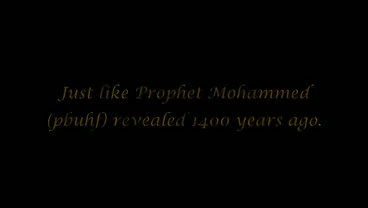 Just like Prophet Mohammed
(pbuhf) revealed 1400 years ago.